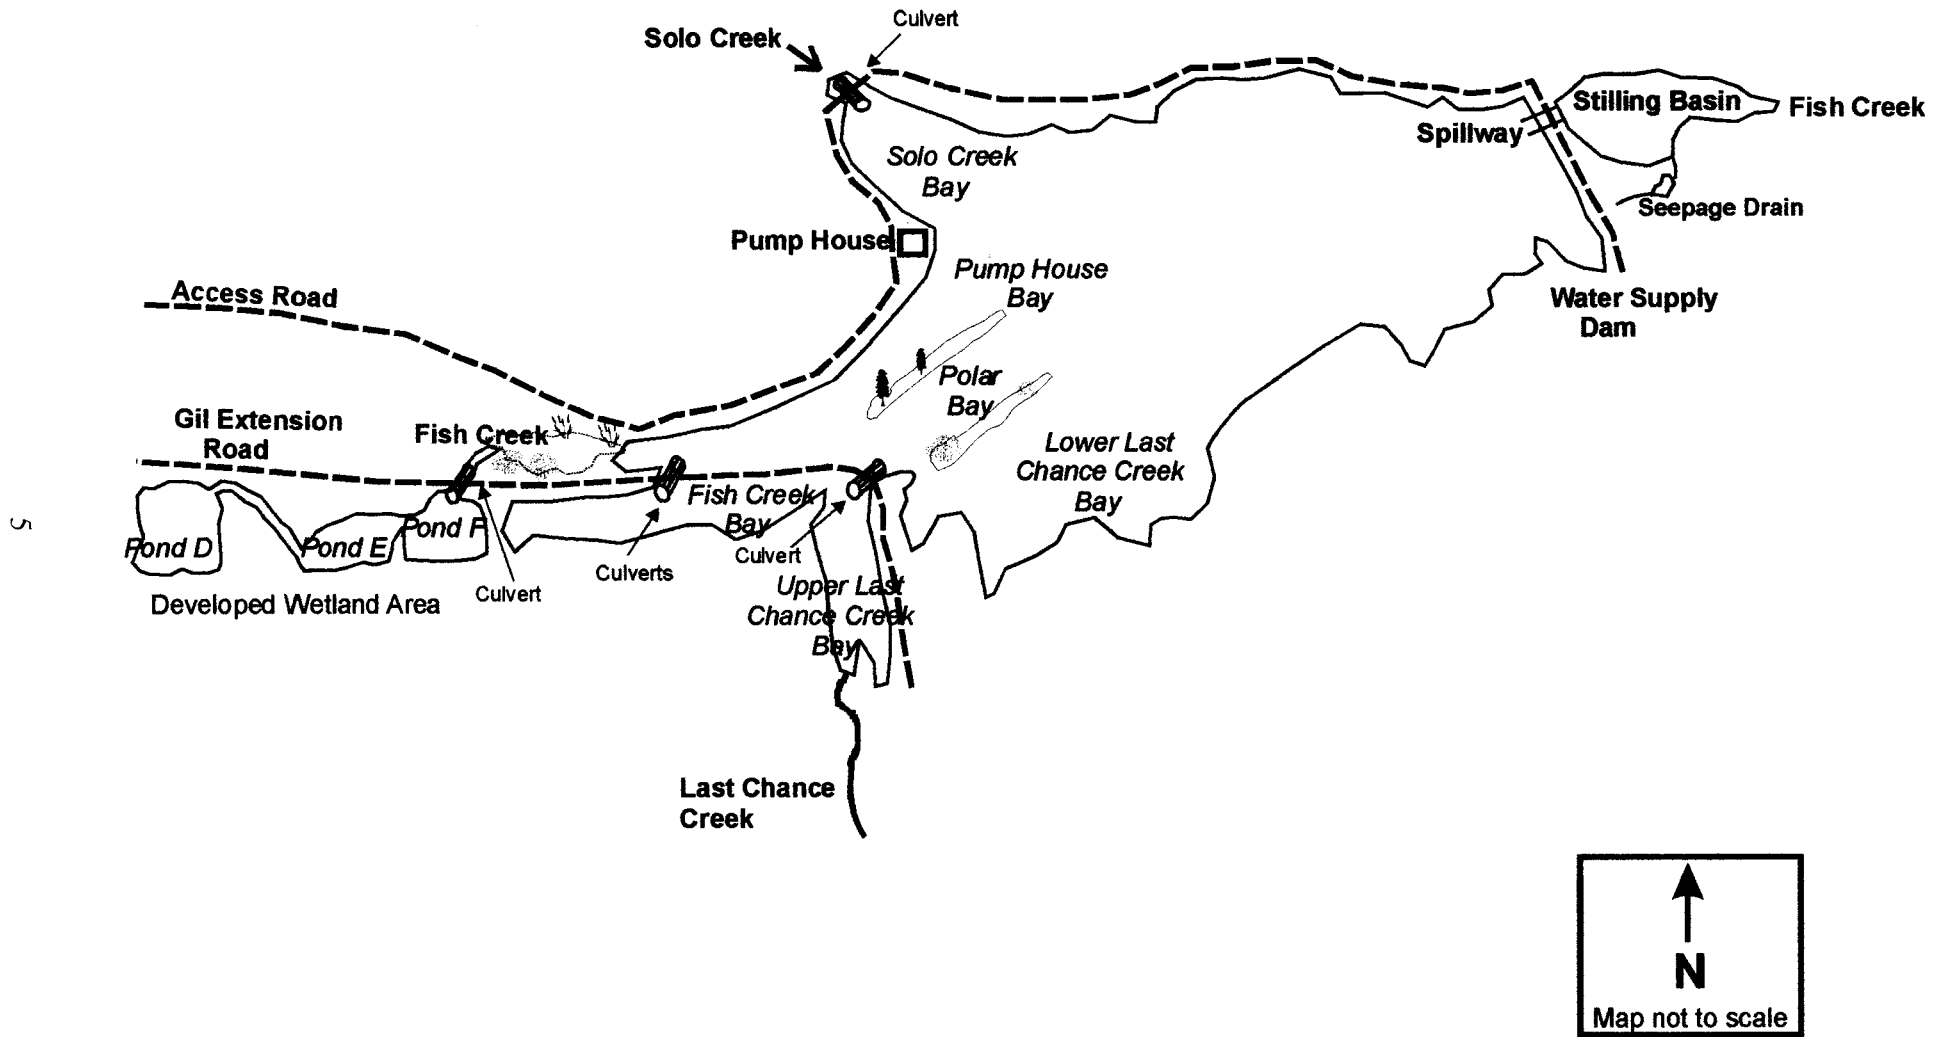 Culvert
Solo Creek
Stilling Basin
Fish Creek
Spillway
Solo Creek
Bay
Seepage Drain
Pump House
Pump House
Bay
Access Road
Water Supply
Dam
Polar
Bay
Gil Extension
Road
Fish Creek
Lower Last
Chance Creek
Bay
Fish Creek
Bay
Pond F
Pond E
Pond D
Culvert
Culverts
Culvert
Developed Wetland Area
Upper Last
Chance Creek
Bay
Last Chance
Creek
N
Map not to scale
5